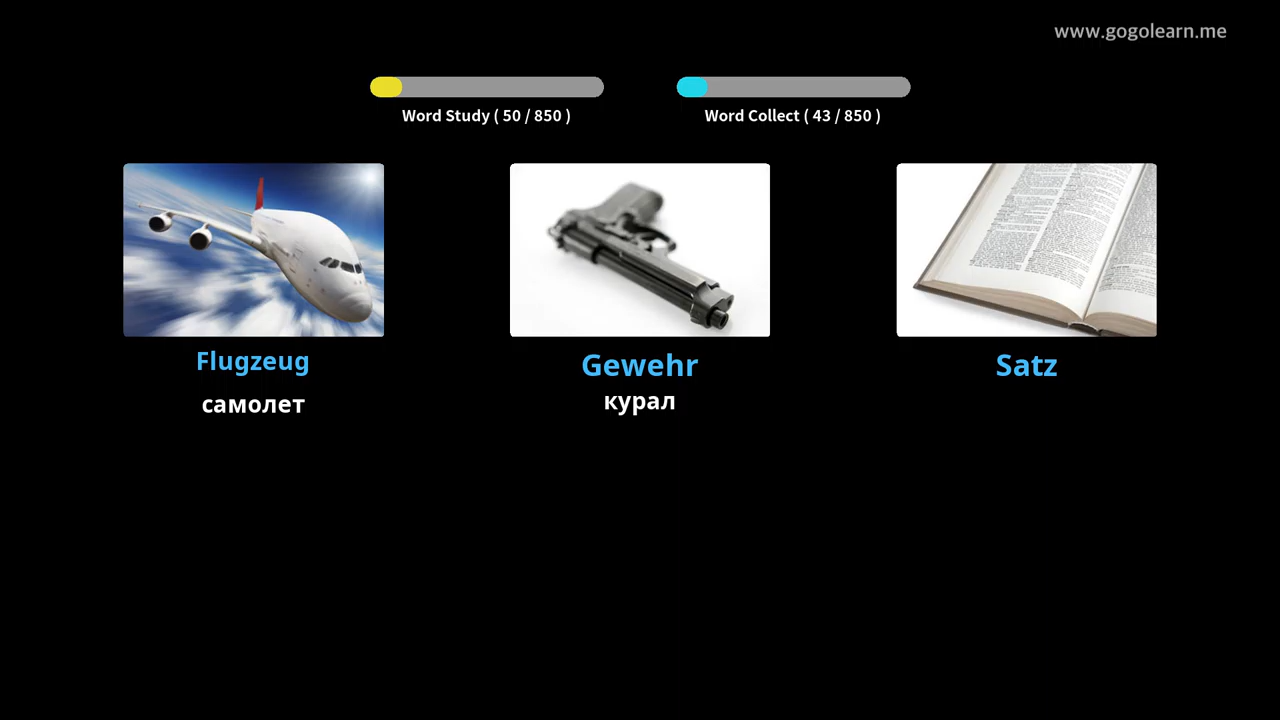 www.gogolearn.me
Word Study ( 50 / 850 )
Word Collect ( 43 / 850 )
Flugzeug
самолет
Gewehr
курал
Satz